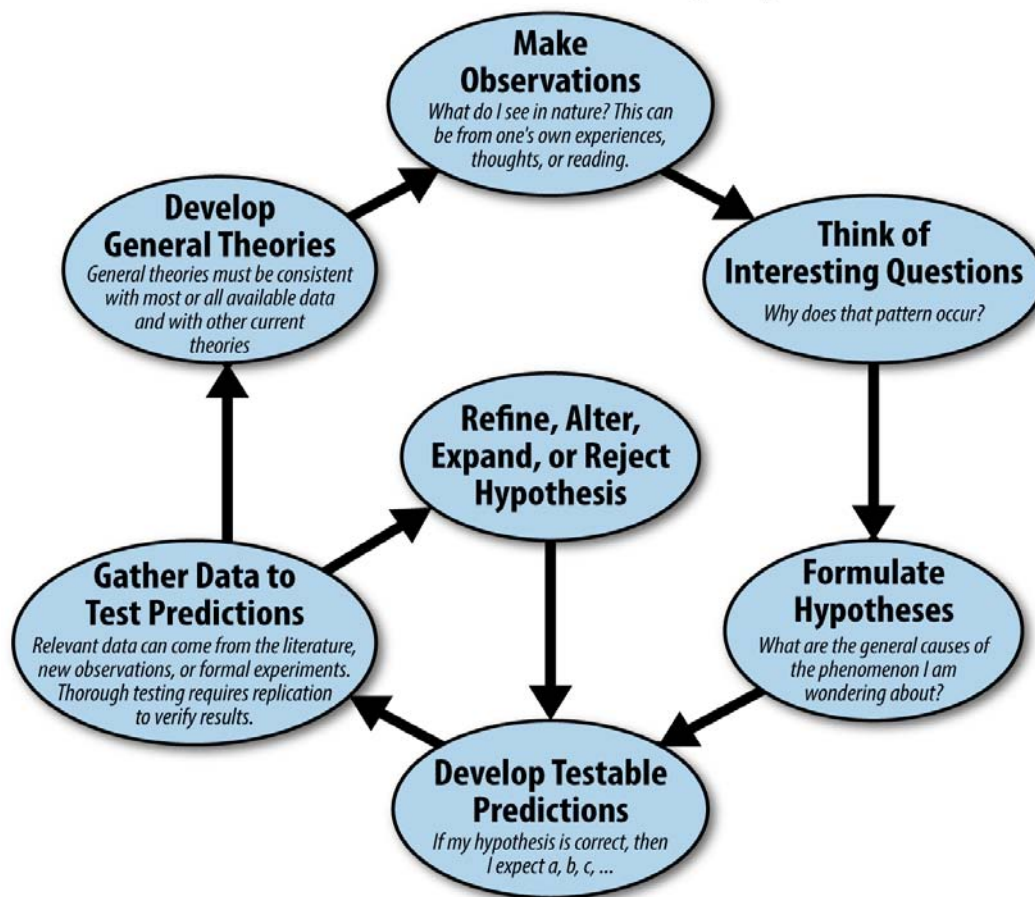 Make
Observations
What do I see in nature? This can
be from one's own experiences,
thoughts, or reading.
Think of
Interesting Questions
Why does that pattern occur?
Formulate
Hypotheses
What are the general causes of
the phenomenon I am
wondering about?
Develop Testable
Predictions
If my hypothesis is correct, then
I expect a, b, c, ...
Gather Data to
Test Predictions
Relevant data can come from the literature,
new observations, or formal experiments.
Thorough testing requires replication
to verify results.
Refine, Alter,
Expand, or Reject
Hypothesis
Develop
General Theories
General theories must be consistent
with most or all available data
and with other current
theories